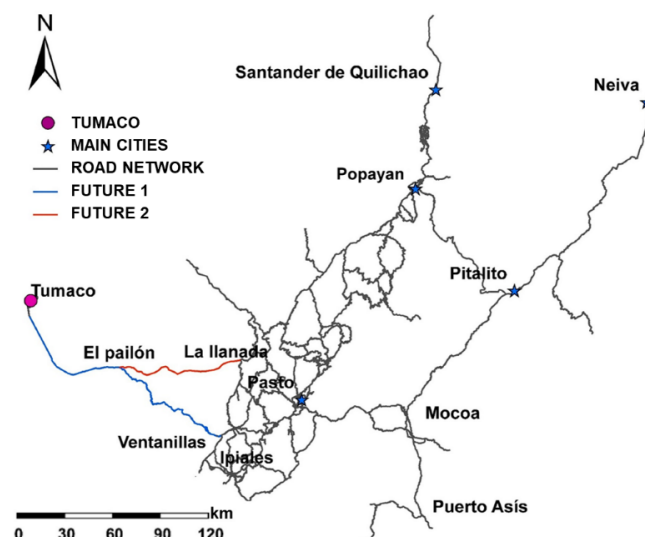 N
Santander de Quilichao
Neiva
TUMACO
MAIN CITIES
ROAD NETWORK
FUTURE 1
FUTURE 2
Popayan
Pitalito
Tumaco
El pailón
La llanada
Pasto
Mocoa
Ventanillas
Ipiales
Puerto Asís
km
0 30 60 90 120